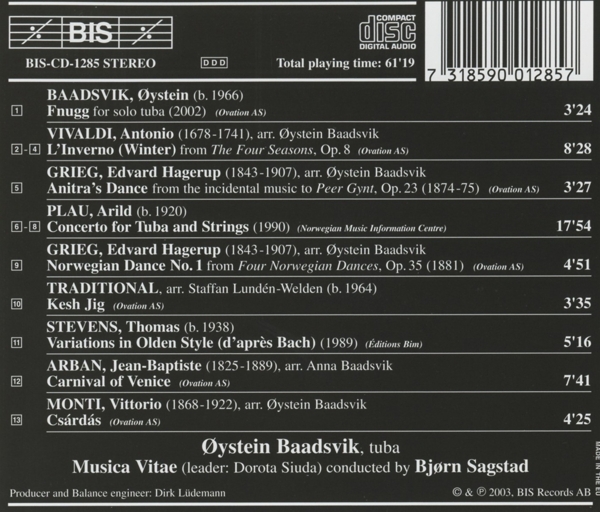 BIS
COMPACT
disc
DIGITAL AUDIO
BIS-CD-1285 STEREO
D D D
Total playing time: 61'19
7 318590 012857
BAADSVIK, Øystein (b. 1966)
1 Fnugg for solo tuba (2002) (Ovation AS) 3'24
VIVALDI, Antonio (1678-1741), arr. Øystein Baadsvik
2 - 4 L'Inverno (Winter) from The Four Seasons, Op. 8 (Ovation AS) 8'28
GRIEG, Edvard Hagerup (1843-1907), arr. Øystein Baadsvik
5 Anitra's Dance from the incidental music to Peer Gynt, Op. 23 (1874-75) (Ovation AS) 3'27
PLAU, Arild (b. 1920)
6 - 8 Concerto for Tuba and Strings (1990) (Norwegian Music Information Centre) 17'54
GRIEG, Edvard Hagerup (1843-1907), arr. Øystein Baadsvik
9 Norwegian Dance No. 1 from Four Norwegian Dances, Op. 35 (1881) (Ovation AS) 4'51
TRADITIONAL, arr. Staffan Lundén-Welden (b. 1964)
10 Kesh Jig (Ovation AS) 3'35
STEVENS, Thomas (b. 1938)
11 Variations in Olden Style (d'après Bach) (1989) (Éditions Bim) 5'16
ARBAN, Jean-Baptiste (1825-1889), arr. Anna Baadsvik
12 Carnival of Venice (Ovation AS) 7'41
MONTI, Vittorio (1868-1922), arr. Øystein Baadsvik
13 Csárdás (Ovation AS) 4'25
Øystein Baadsvik, tuba
Musica Vitae (leader: Dorota Siuda) conducted by Bjørn Sagstad
Producer and Balance engineer: Dirk Lüdemann
© & ℗ 2003, BIS Records AB
MADE IN THE EU